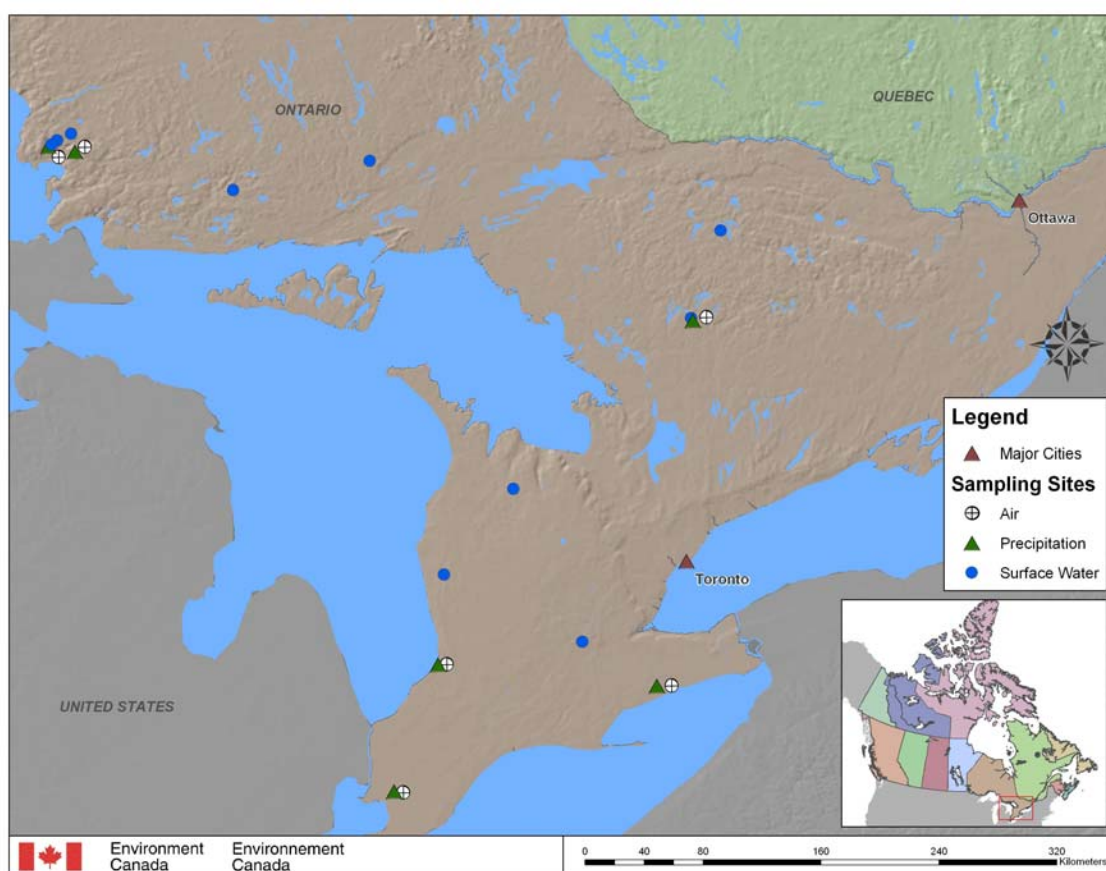 ONTARIO
QUEBEC
Ottawa
Toronto
UNITED STATES
Legend
Major Cities
Sampling Sites
Air
Precipitation
Surface Water
Environment Environnement
Canada Canada
0 40 80 160 240 320
Kilometers